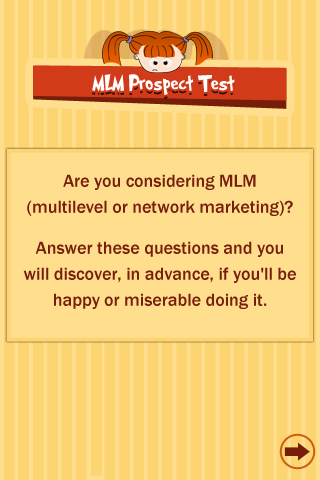 MLM Prospect Test
Are you considering MLM
(multilevel or network marketing)?
Answer these questions and you
will discover, in advance, if you'll be
happy or miserable doing it.